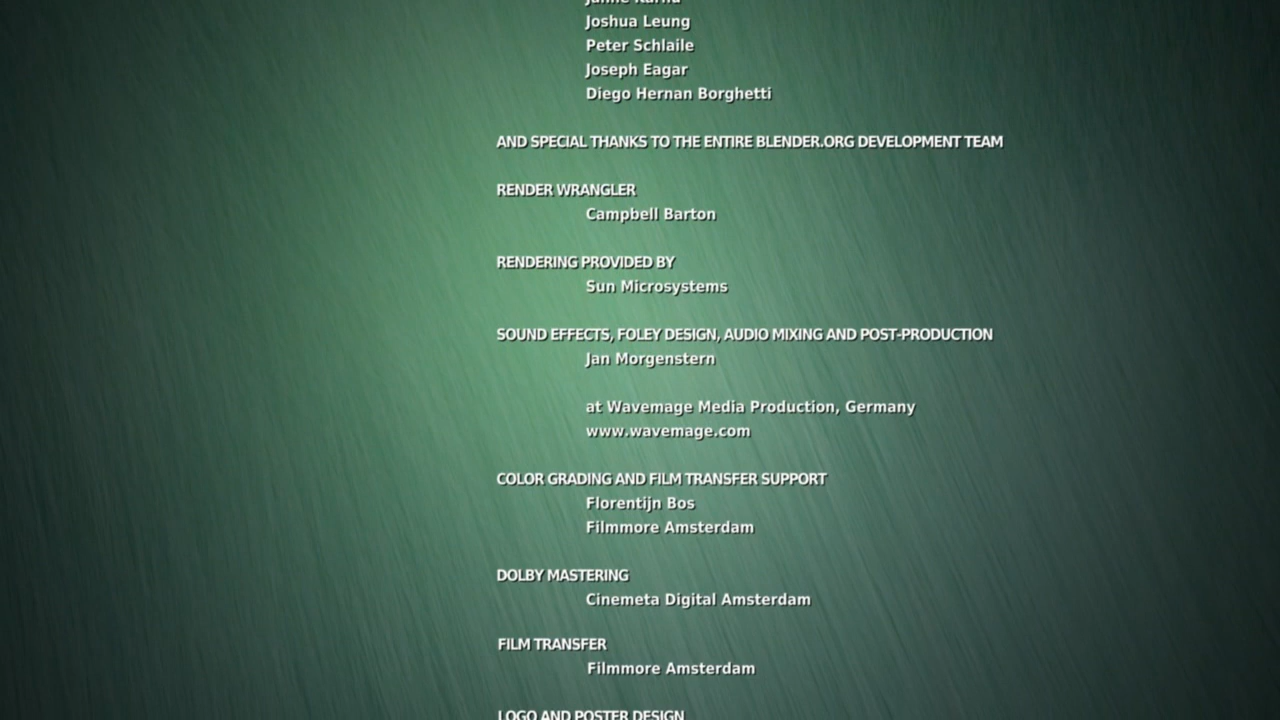 Joshua Leung
Peter Schlaile
Joseph Eagar
Diego Hernan Borghetti
AND SPECIAL THANKS TO THE ENTIRE BLENDER.ORG DEVELOPMENT TEAM
RENDER WRANGLER
Campbell Barton
RENDERING PROVIDED BY
Sun Microsystems
SOUND EFFECTS, FOLEY DESIGN, AUDIO MIXING AND POST-PRODUCTION
Jan Morgenstern
at Wavemage Media Production, Germany
www.wavemage.com
COLOR GRADING AND FILM TRANSFER SUPPORT
Florentijn Bos
Filmmore Amsterdam
DOLBY MASTERING
Cinemeta Digital Amsterdam
FILM TRANSFER
Filmmore Amsterdam
LOGO AND POSTER DESIGN